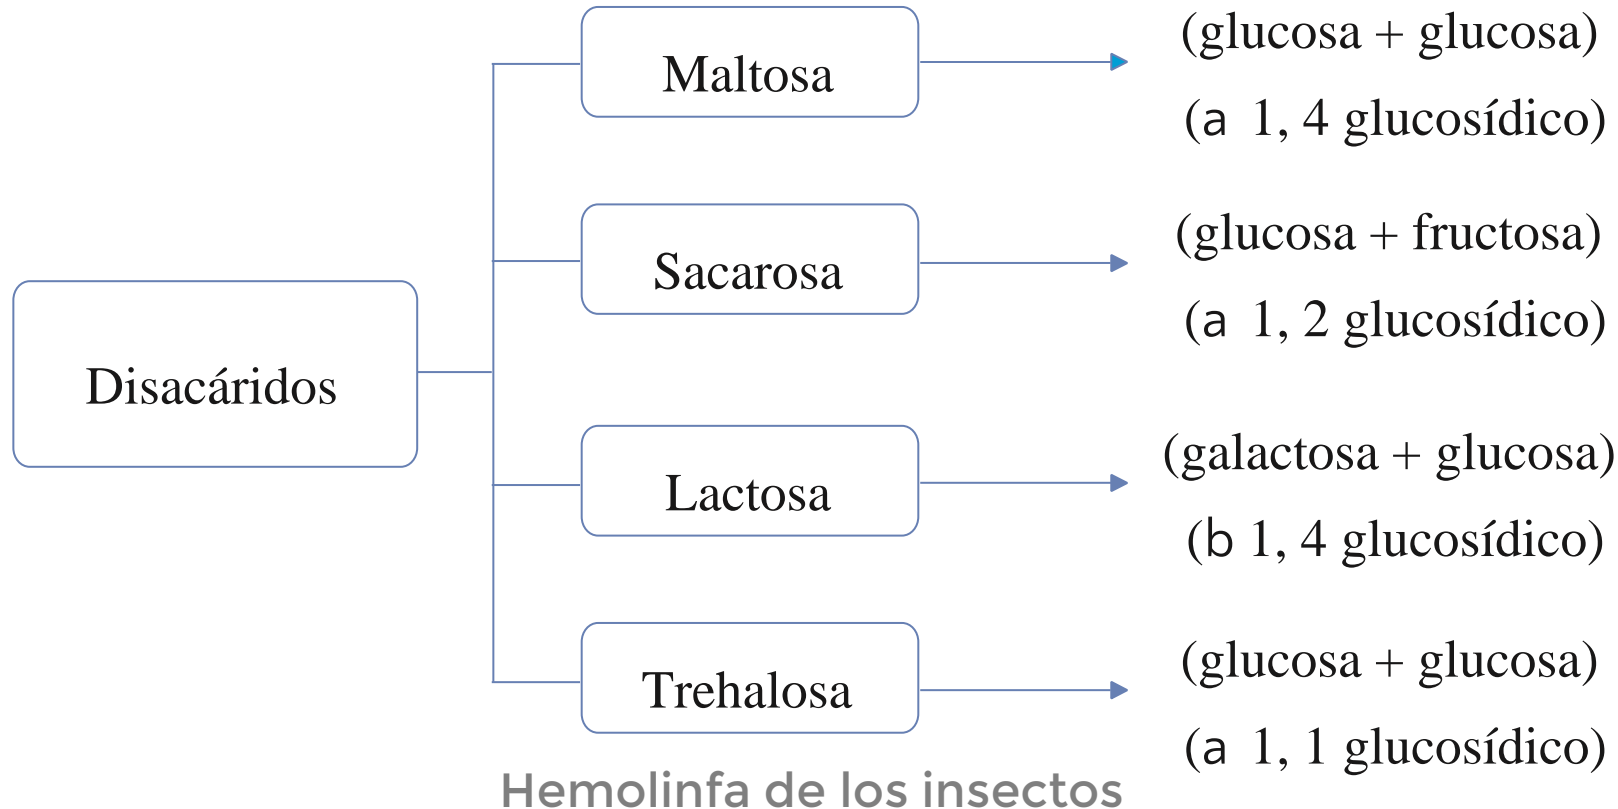 Disacáridos
Maltosa
(glucosa + glucosa)
(a 1, 4 glucosídico)
Sacarosa
(glucosa + fructosa)
(a 1, 2 glucosídico)
Lactosa
(galactosa + glucosa)
(b 1, 4 glucosídico)
Trehalosa
(glucosa + glucosa)
(a 1, 1 glucosídico)
Hemolinfa de los insectos